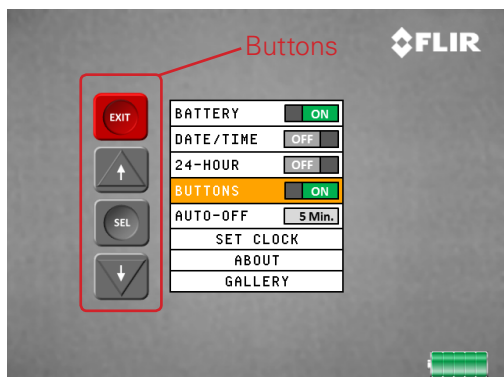 Buttons
FLIR
EXIT
SEL
BATTERY ON
DATE/TIME OFF
24-HOUR OFF
BUTTONS ON
AUTO-OFF 5 Min.
SET CLOCK
ABOUT
GALLERY